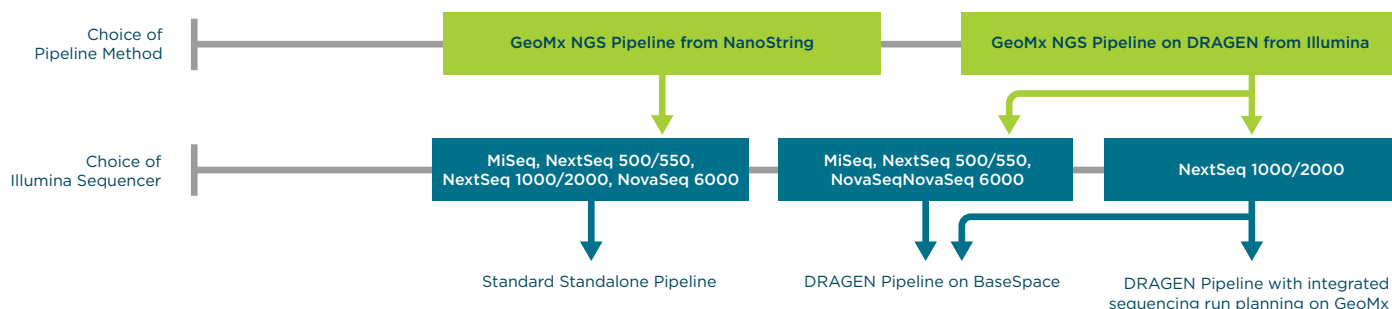 Choice of
Pipeline Method
GeoMx NGS Pipeline from NanoString
GeoMx NGS Pipeline on DRAGEN from Illumina
Choice of
Illumina Sequencer
MiSeq, NextSeq 500/550,
NextSeq 1000/2000, NovaSeq 6000
MiSeq, NextSeq 500/550,
NovaSeqNovaSeq 6000
NextSeq 1000/2000
Standard Standalone Pipeline
DRAGEN Pipeline on BaseSpace
DRAGEN Pipeline with integrated
sequencing run planning on GeoMx